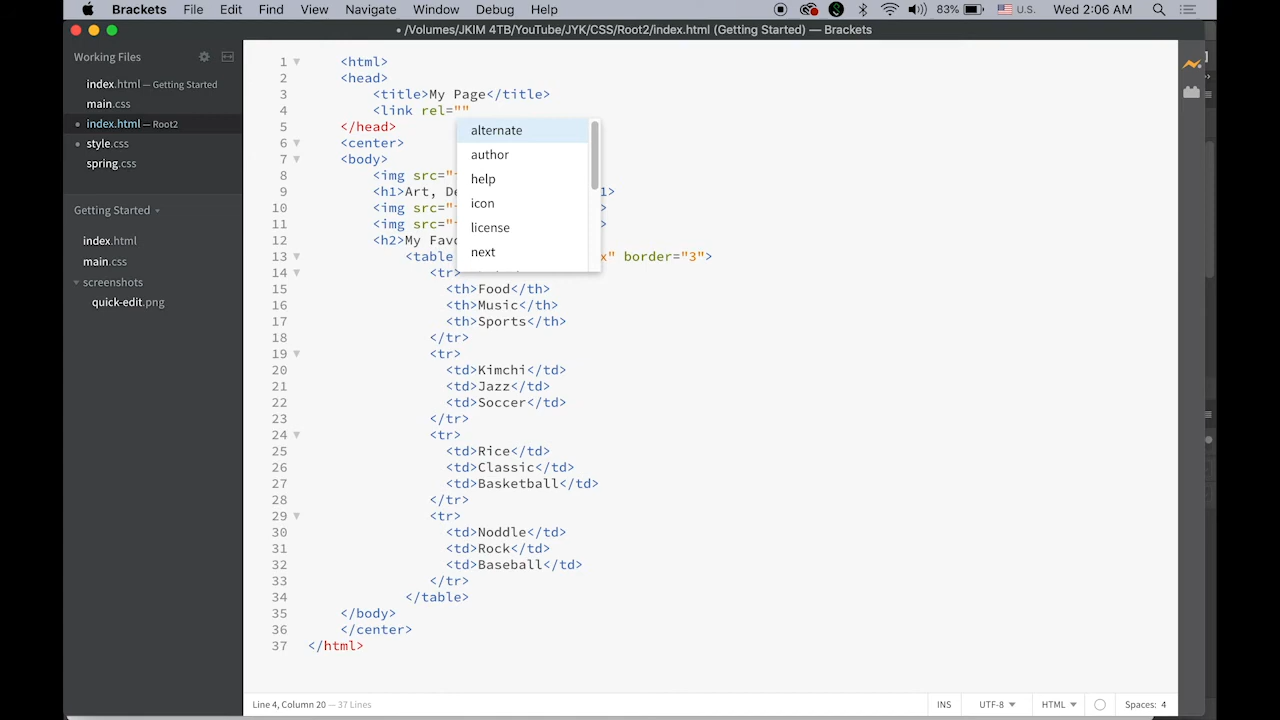 Brackets File Edit Find View Navigate Window Debug Help 83% U.S. Wed 2:06 AM
• /Volumes/JKIM 4TB/YouTube/JYK/CSS/Root2/index.html (Getting Started) — Brackets
Working Files
index.html — Getting Started
main.css
• index.html — Root2
• style.css
spring.css
Getting Started
index.html
main.css
screenshots
quick-edit.png
1 <html>
2 <head>
3 <title>My Page</title>
4 <link rel=""
5 </head>
6 <center>
7 <body>
8 <img src="
9 <h1>Art, De 1>
10 <img src=" >
11 <img src=" >
12 <h2>My Favo
13 <table x" border="3">
14 <tr>
15 <th>Food</th>
16 <th>Music</th>
17 <th>Sports</th>
18 </tr>
19 <tr>
20 <td>Kimchi</td>
21 <td>Jazz</td>
22 <td>Soccer</td>
23 </tr>
24 <tr>
25 <td>Rice</td>
26 <td>Classic</td>
27 <td>Basketball</td>
28 </tr>
29 <tr>
30 <td>Noddle</td>
31 <td>Rock</td>
32 <td>Baseball</td>
33 </tr>
34 </table>
35 </body>
36 </center>
37 </html>
alternate
author
help
icon
license
next
Line 4, Column 20 — 37 Lines
INS UTF-8 HTML Spaces: 4